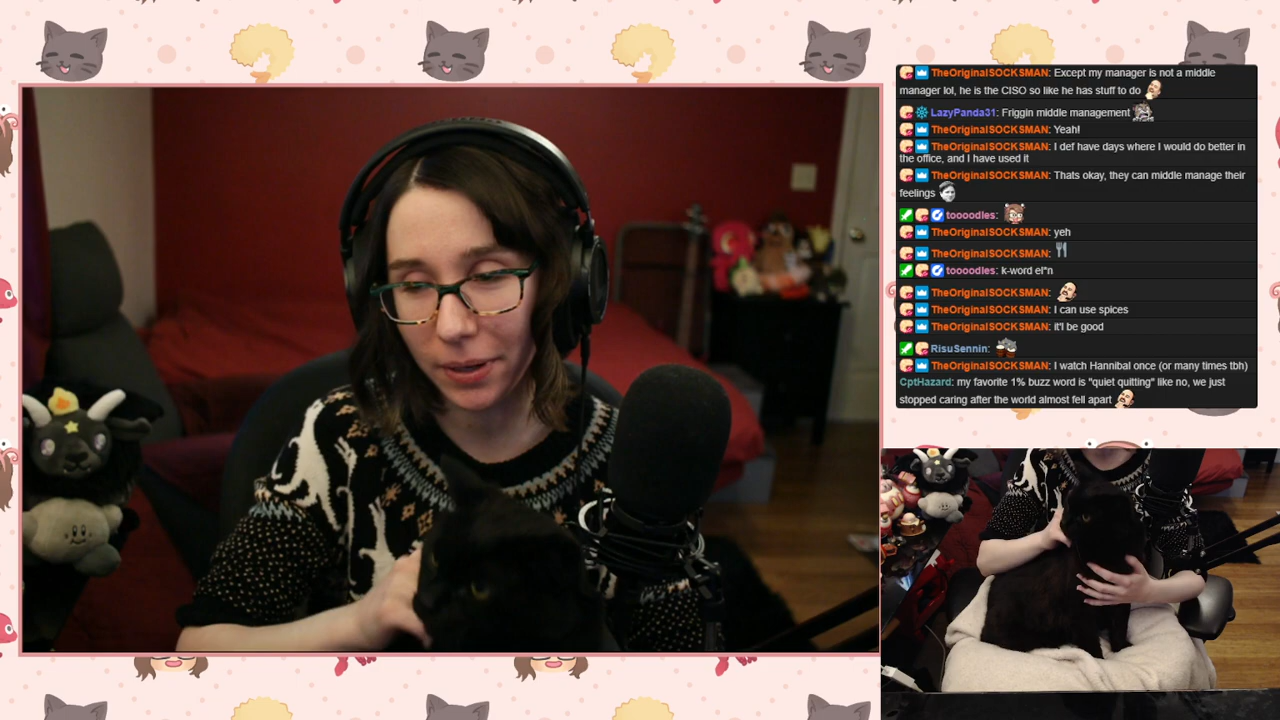 TheOriginalSOCKSMAN: Except my manager is not a middle
manager lol, he is the CISO so like he has stuff to do
LazyPanda31: Friggin middle management
TheOriginalSOCKSMAN: Yeah!
TheOriginalSOCKSMAN: I def have days where I would do better in
the office, and I have used it
TheOriginalSOCKSMAN: Thats okay, they can middle manage their
feelings
toooodles:
TheOriginalSOCKSMAN: yeh
TheOriginalSOCKSMAN:
toooodles: k-word el*n
TheOriginalSOCKSMAN:
TheOriginalSOCKSMAN: I can use spices
TheOriginalSOCKSMAN: it'l be good
RisuSennin:
TheOriginalSOCKSMAN: I watch Hannibal once (or many times tbh)
CptHazard: my favorite 1% buzz word is "quiet quitting" like no, we just
stopped caring after the world almost fell apart